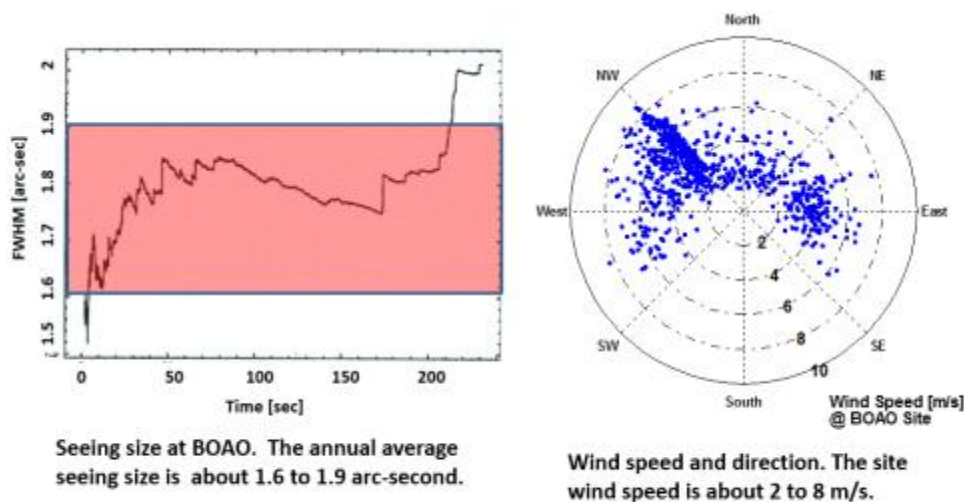 FWHM [arc-sec]
2
1.9
1.8
1.7
1.6
1.5
0
50
100
150
200
Time [sec]
Seeing size at BOAO. The annual average
seeing size is about 1.6 to 1.9 arc-second.
North
NW
NE
West
East
2
4
6
8
10
SW
SE
South
Wind Speed [m/s]
@ BOAO Site
Wind speed and direction. The site
wind speed is about 2 to 8 m/s.